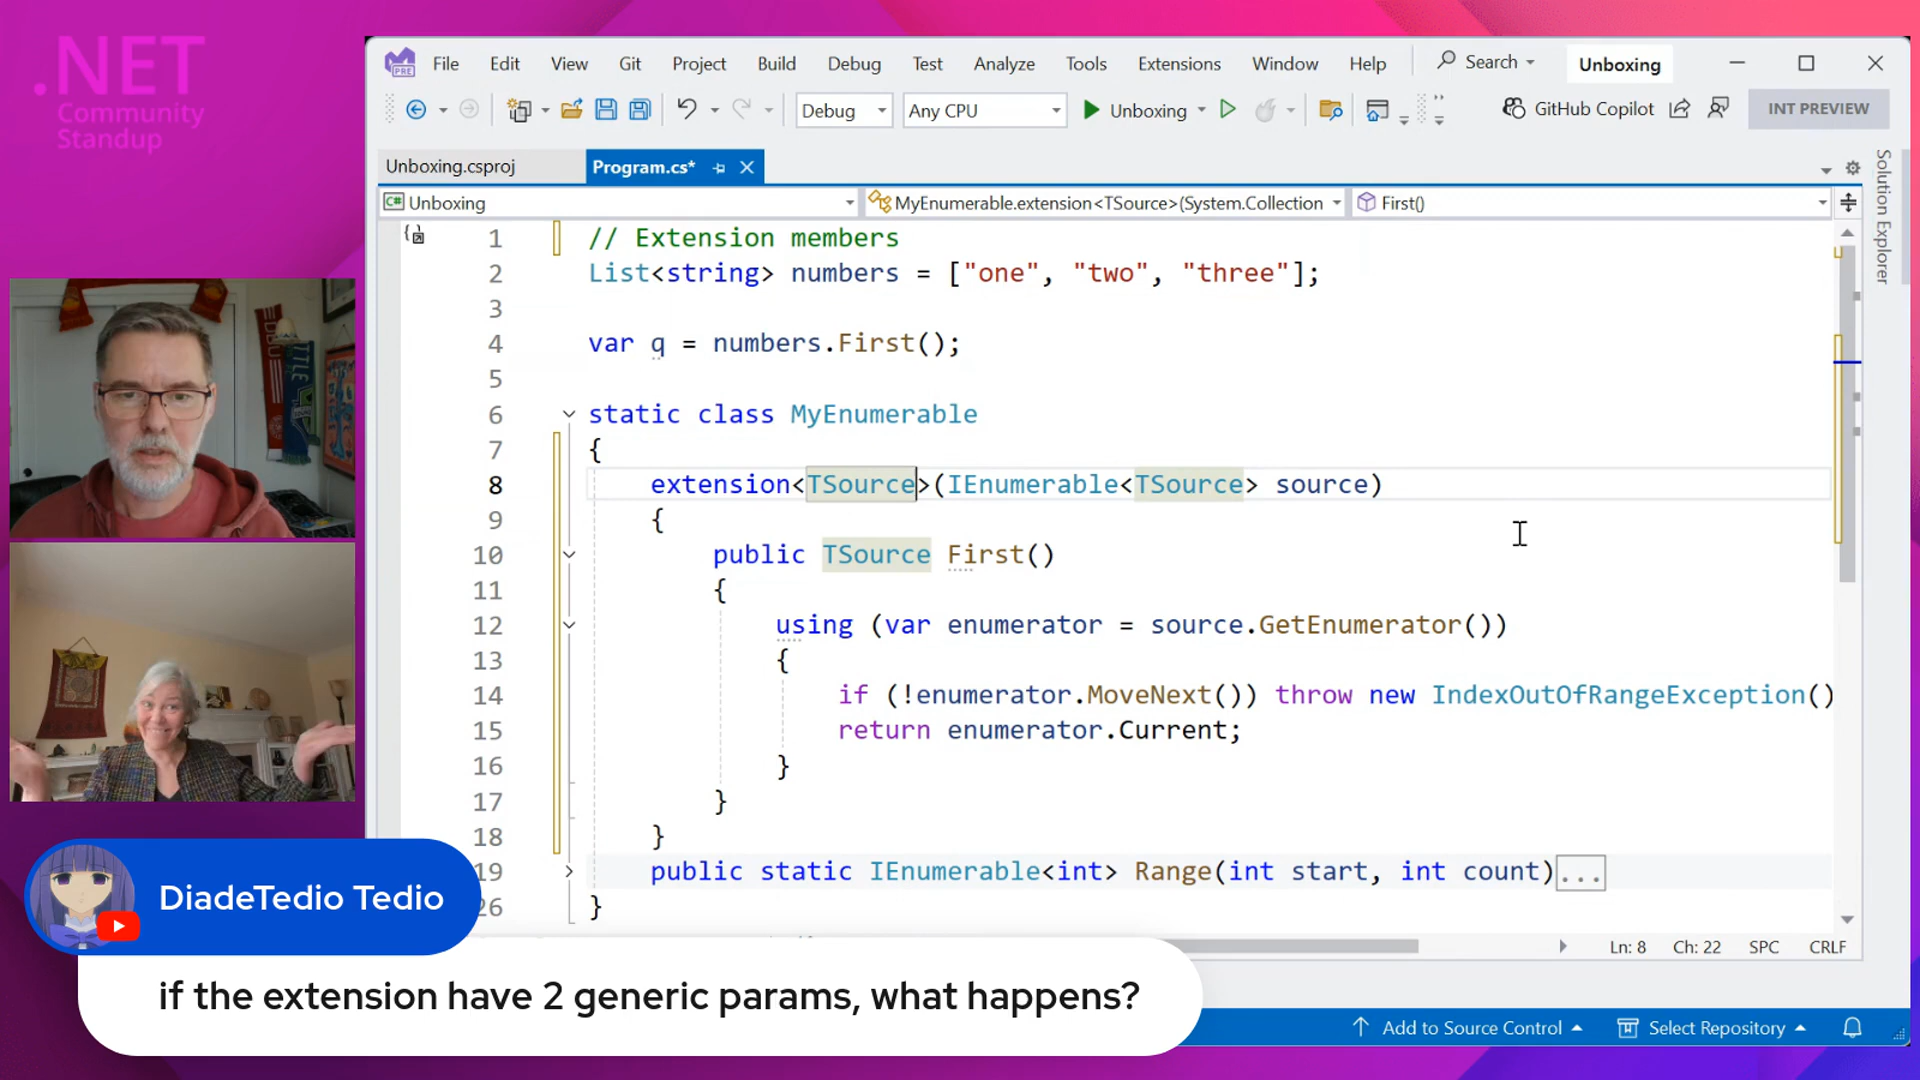 .NET
Community
Standup
File Edit View Git Project Build Debug Test Analyze Tools Extensions Window Help Search Unboxing
Debug Any CPU Unboxing GitHub Copilot INT PREVIEW
Unboxing.csproj Program.cs*
Unboxing MyEnumerable.extension<TSource>(System.Collection First()
Solution Explorer
1 // Extension members
2 List<string> numbers = ["one", "two", "three"];
3
4 var q = numbers.First();
5
6 static class MyEnumerable
7 {
8 extension<TSource>(IEnumerable<TSource> source)
9 {
10 public TSource First()
11 {
12 using (var enumerator = source.GetEnumerator())
13 {
14 if (!enumerator.MoveNext()) throw new IndexOutOfRangeException()
15 return enumerator.Current;
16 }
17 }
18 }
19 public static IEnumerable<int> Range(int start, int count)...
26 }
Ln: 8 Ch: 22 SPC CRLF
DiadeTedio Tedio
if the extension have 2 generic params, what happens?
Add to Source Control Select Repository